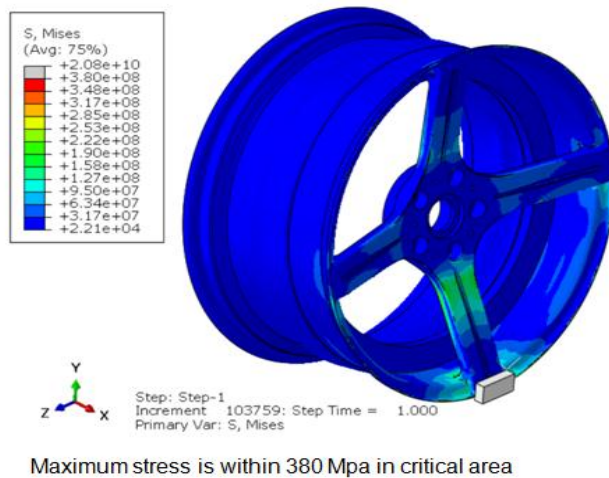 S, Mises
(Avg: 75%)
+2.08e+10
+3.80e+08
+3.48e+08
+3.17e+08
+2.85e+08
+2.53e+08
+2.22e+08
+1.90e+08
+1.58e+08
+1.27e+08
+9.50e+07
+6.34e+07
+3.17e+07
+2.21e+04
Y
Z
X
Step: Step-1
Increment 103759: Step Time = 1.000
Primary Var: S, Mises
Maximum stress is within 380 Mpa in critical area